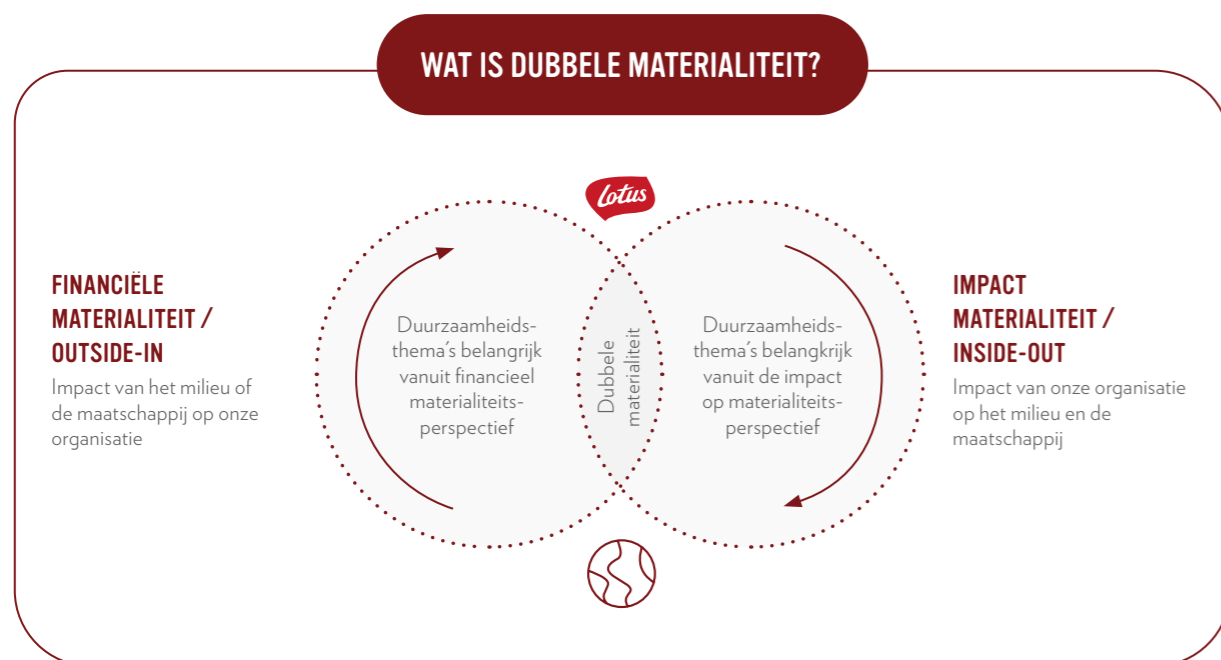 WAT IS DUBBELE MATERIALITEIT?
Lotus
FINANCIËLE
MATERIALITEIT /
OUTSIDE-IN
Impact van het milieu of
de maatschappij op onze
organisatie
Duurzaamheids-
thema's belangrijk
vanuit financieel
materialiteits-
perspectief
Dubbele
materialiteit
Duurzaamheids-
thema's belangkrijk
vanuit de impact
op materialiteits-
perspectief
IMPACT
MATERIALITEIT /
INSIDE-OUT
Impact van onze organisatie
op het milieu en de
maatschappij